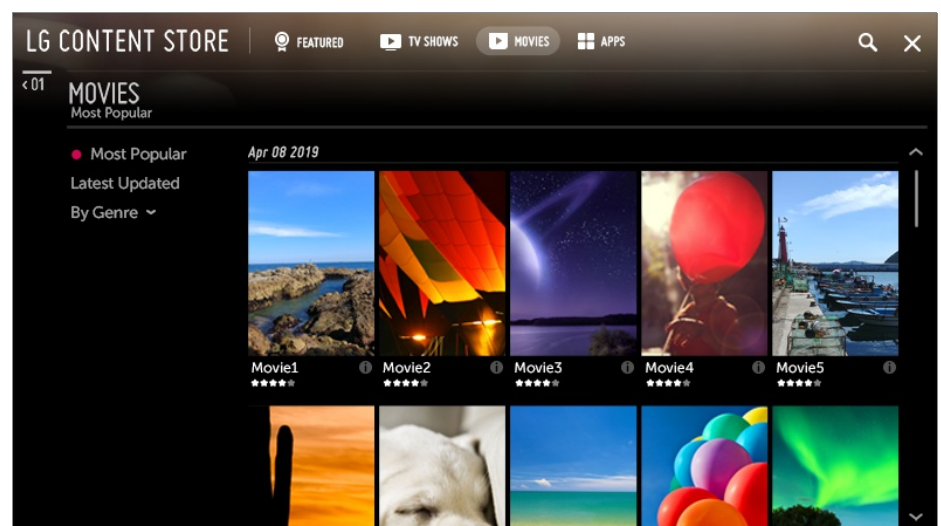 LG CONTENT STORE
FEATURED
TV SHOWS
MOVIES
APPS
< 01
MOVIES
Most Popular
Most Popular
Latest Updated
By Genre
Apr 08 2019
Movie1
Movie2
Movie3
Movie4
Movie5